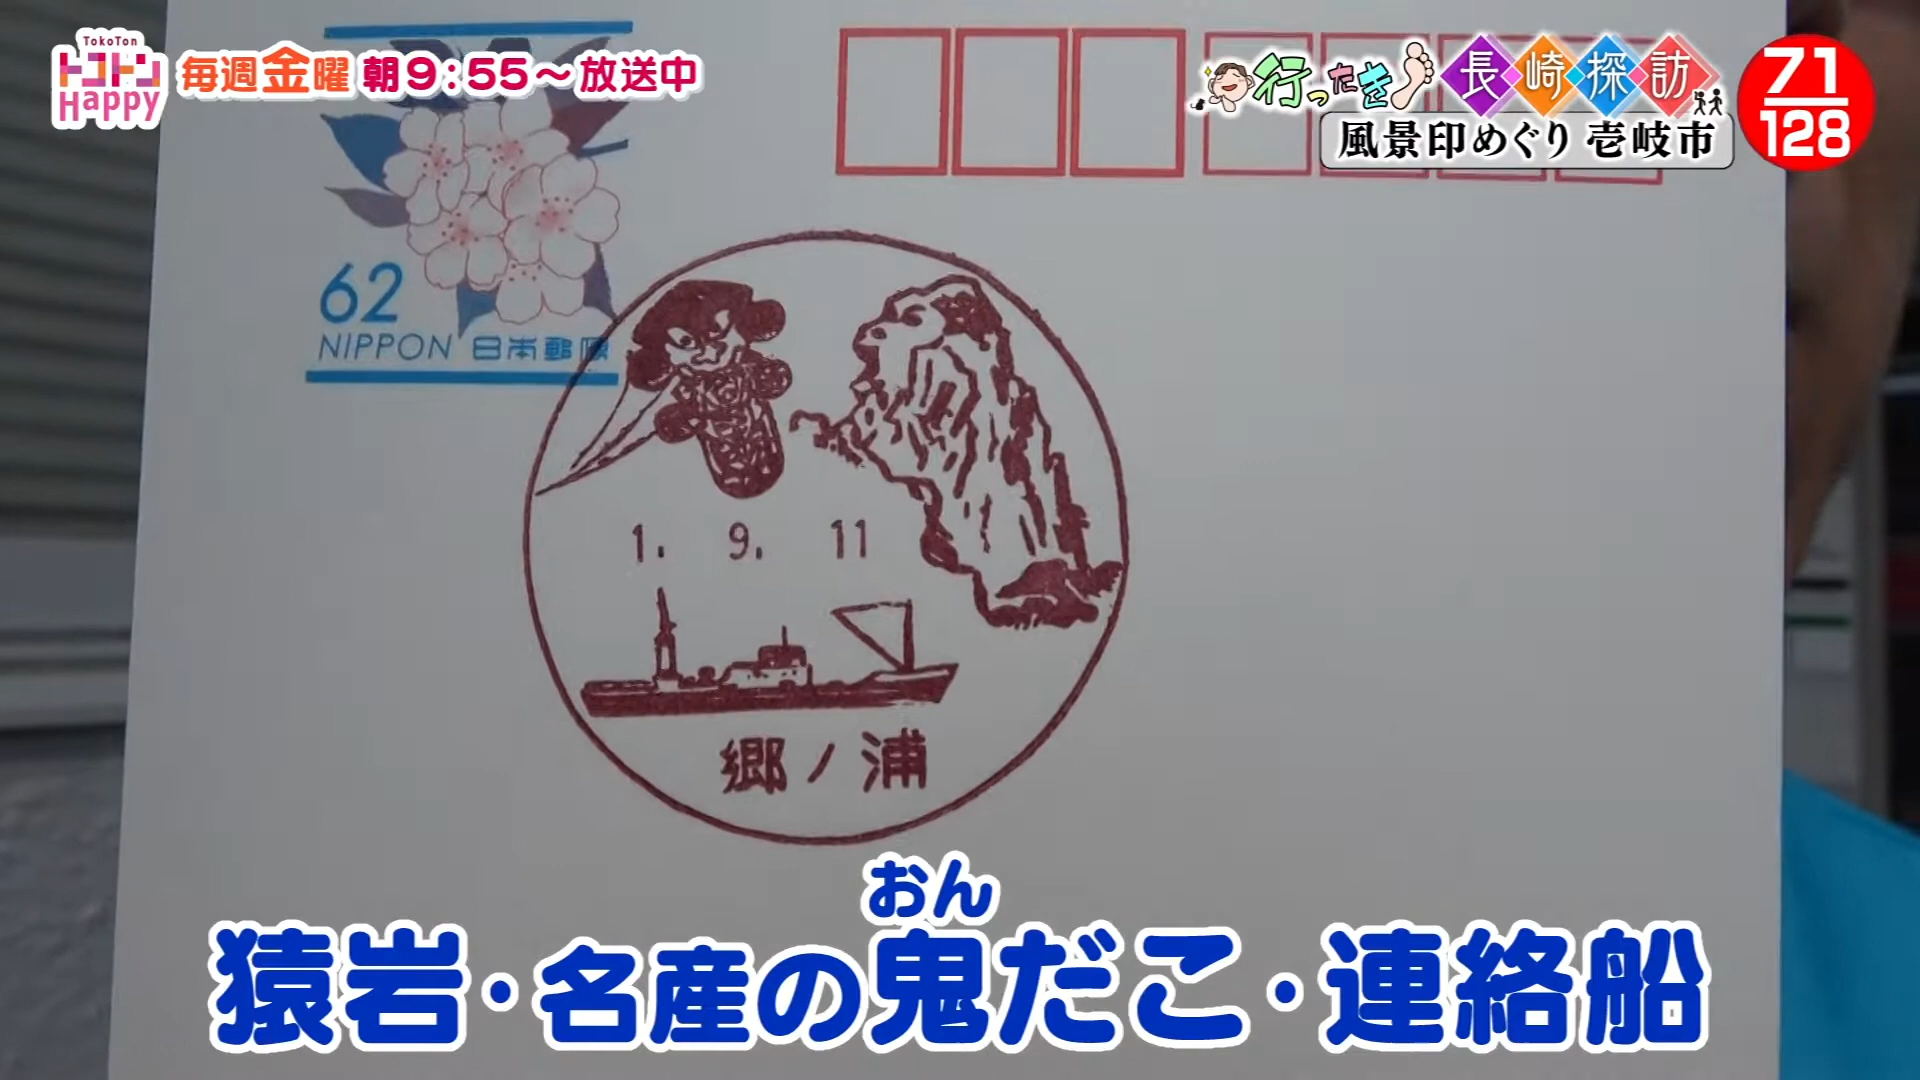 TokoTon
トコトン
Happy
毎週金曜 朝9:55〜放送中
行ったき 長崎探訪
風景印めぐり 壱岐市
71
128
62
NIPPON 日本郵便
1. 9. 11
郷ノ浦
おん
猿岩・名産の鬼だこ・連絡船